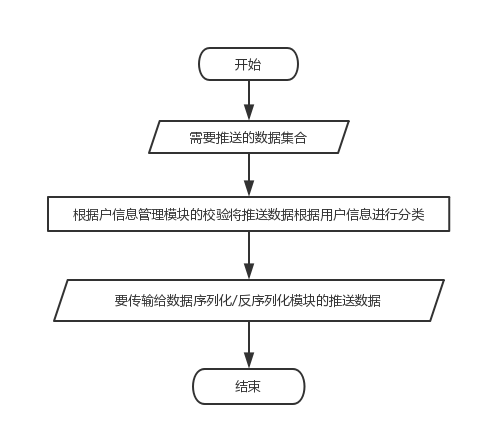 开始
需要推送的数据集合
根据户信息管理模块的校验将推送数据根据用户信息进行分类
要传输给数据序列化/反序列化模块的推送数据
结束